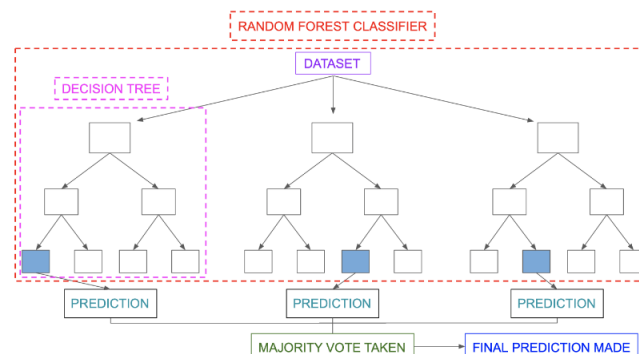 RANDOM FOREST CLASSIFIER
DATASET
DECISION TREE
PREDICTION
PREDICTION
PREDICTION
MAJORITY VOTE TAKEN
FINAL PREDICTION MADE